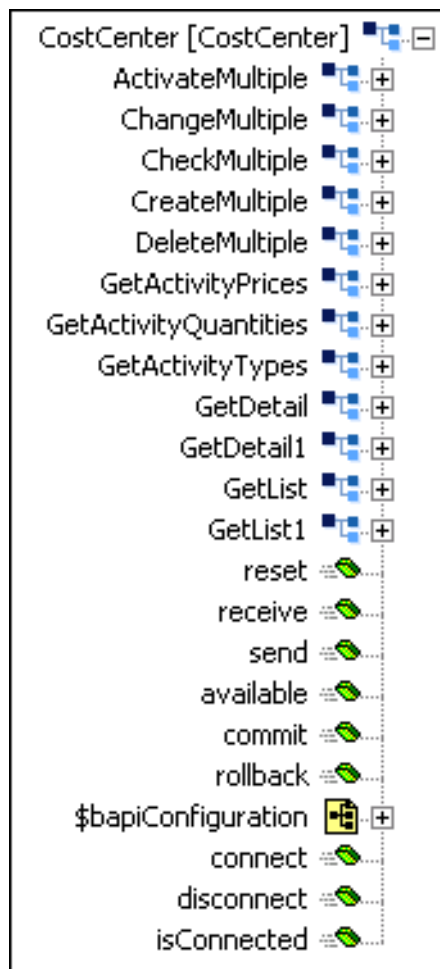 CostCenter [CostCenter]
ActivateMultiple
ChangeMultiple
CheckMultiple
CreateMultiple
DeleteMultiple
GetActivityPrices
GetActivityQuantities
GetActivityTypes
GetDetail
GetDetail1
GetList
GetList1
reset
receive
send
available
commit
rollback
$bapiConfiguration
connect
disconnect
isConnected